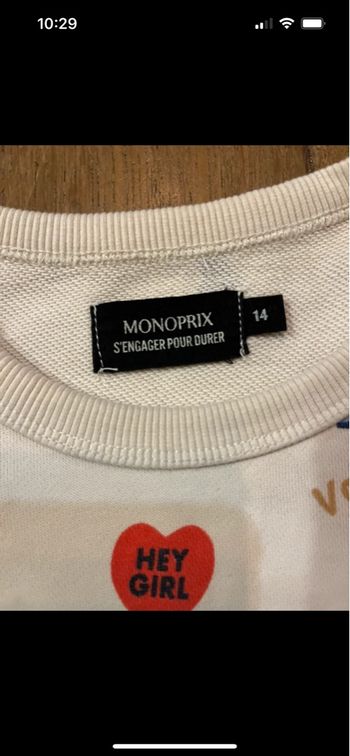 10:29
MONOPRIX
S'ENGAGER POUR DURER
14
HEY
GIRL